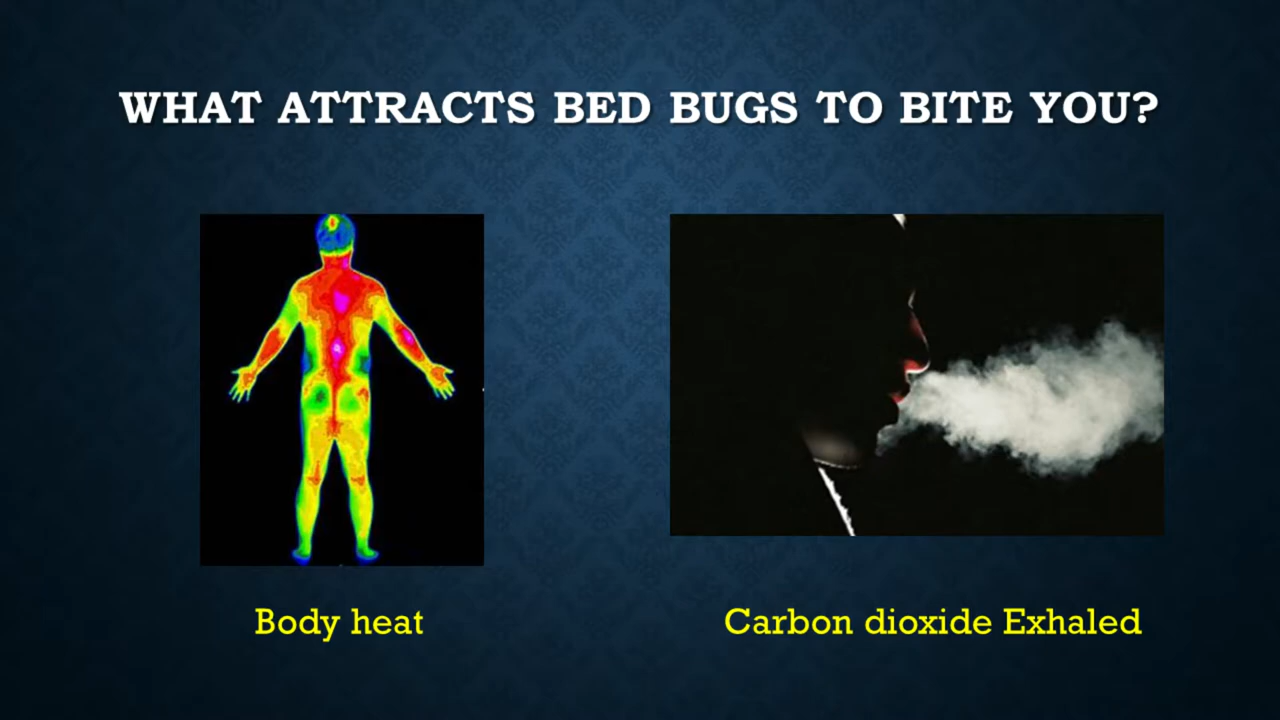 WHAT ATTRACTS BED BUGS TO BITE YOU?
Body heat
Carbon dioxide Exhaled